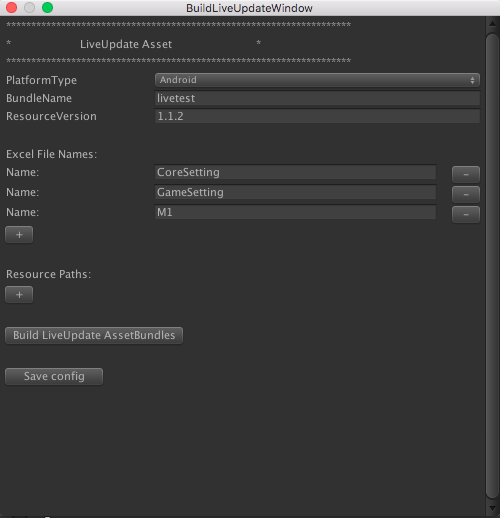 BuildLiveUpdateWindow
*********************************************************************
* LiveUpdate Asset *
*********************************************************************
PlatformType Android
BundleName livetest
ResourceVersion 1.1.2
Excel File Names:
Name: CoreSetting -
Name: GameSetting -
Name: M1 -
+
Resource Paths:
+
Build LiveUpdate AssetBundles
Save config